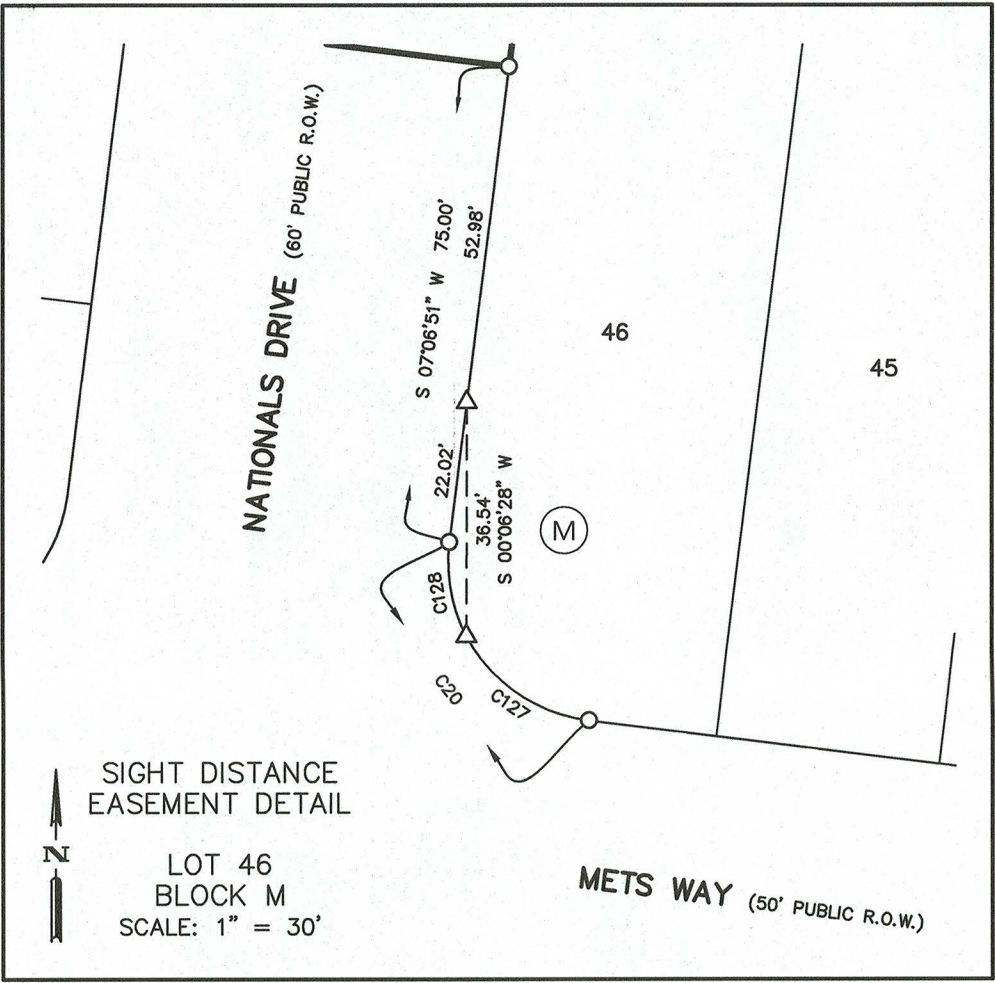 NATIONALS DRIVE (60' PUBLIC R.O.W.)
S 07°06'51" W 75.00'
52.98'
46
45
22.02'
36.54'
S 00°06'28" W
M
C128
C20
C127
SIGHT DISTANCE
EASEMENT DETAIL
N
LOT 46
BLOCK M
SCALE: 1" = 30'
METS WAY (50' PUBLIC R.O.W.)